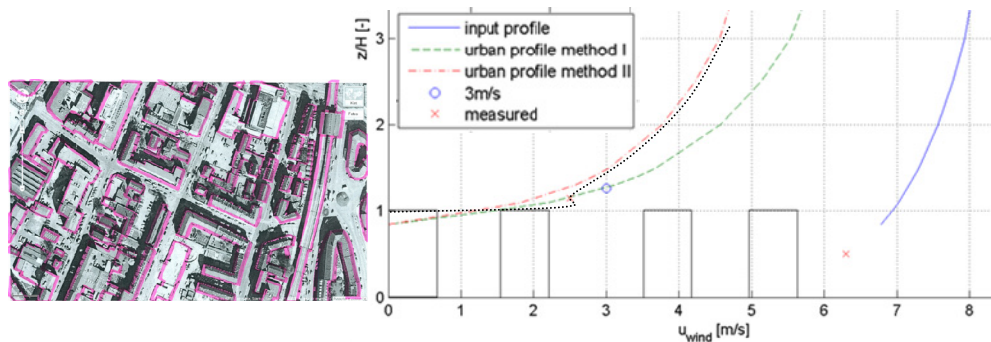 z/H [-]
input profile
urban profile method I
urban profile method II
3m/s
measured
3
2
1
0
0 1 2 3 4 5 6 7 8
u_wind [m/s]